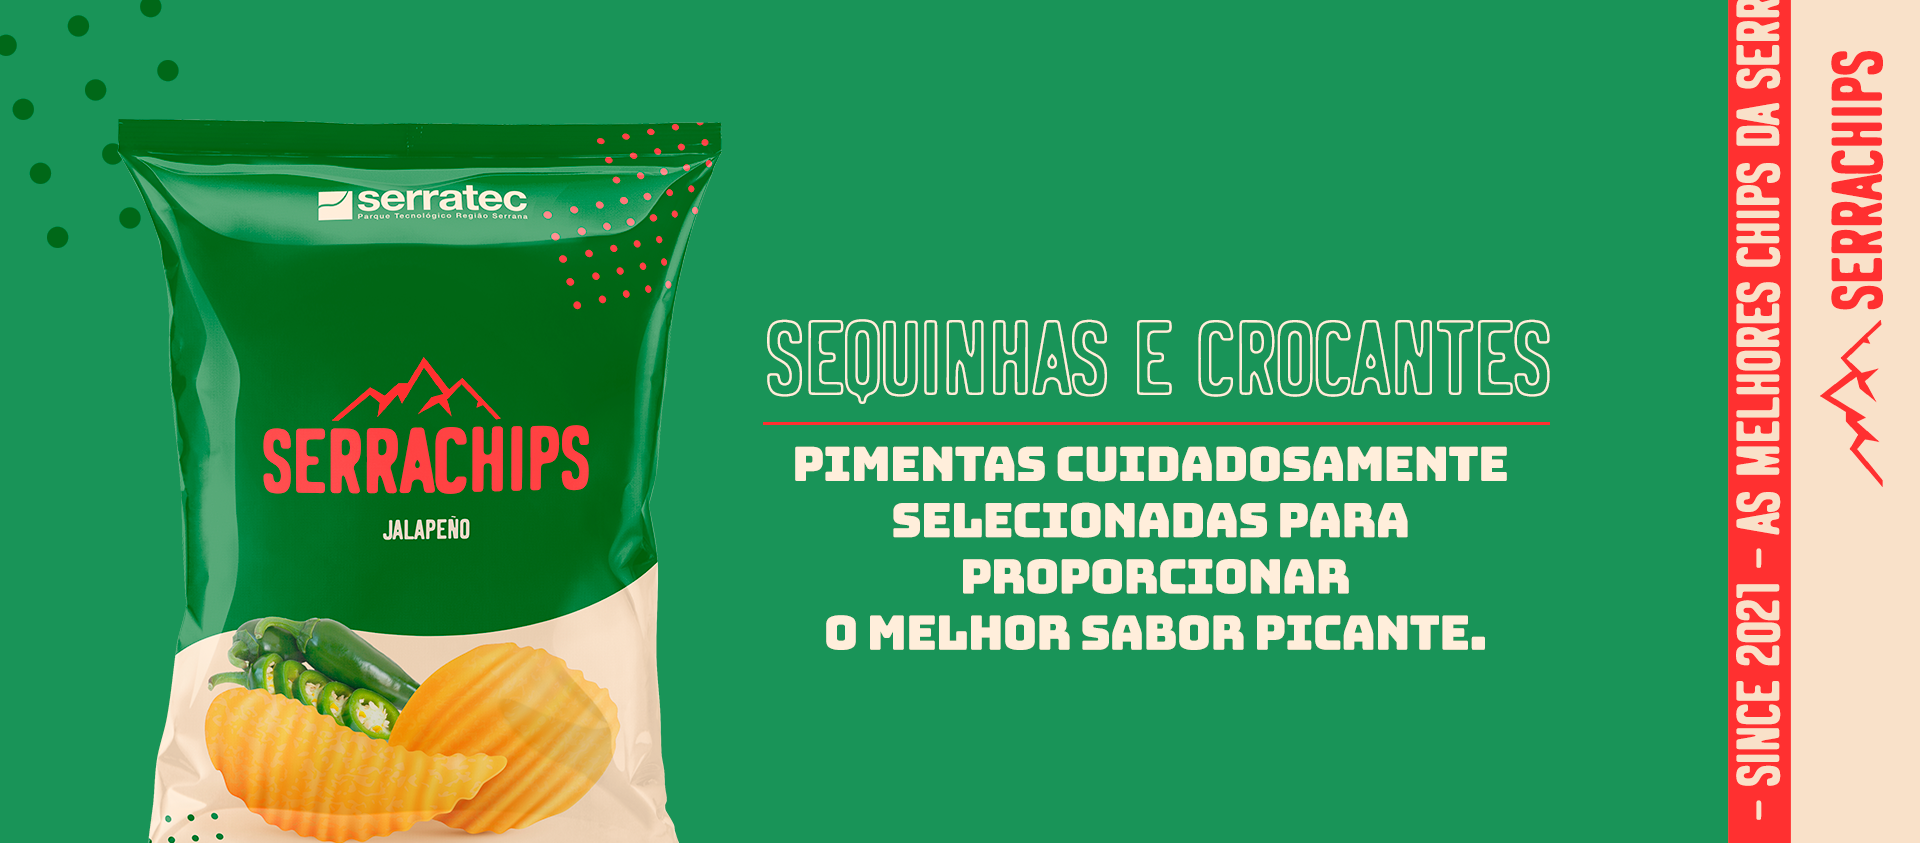 serratec
Parque Tecnológico Região Serrana
SERRACHIPS
JALAPEÑO
SEQUINHAS E CROCANTES
PIMENTAS CUIDADOSAMENTE
SELECIONADAS PARA
PROPORCIONAR
O MELHOR SABOR PICANTE.
- SINCE 2021 - AS MELHORES CHIPS DA SERR
SERRACHIPS